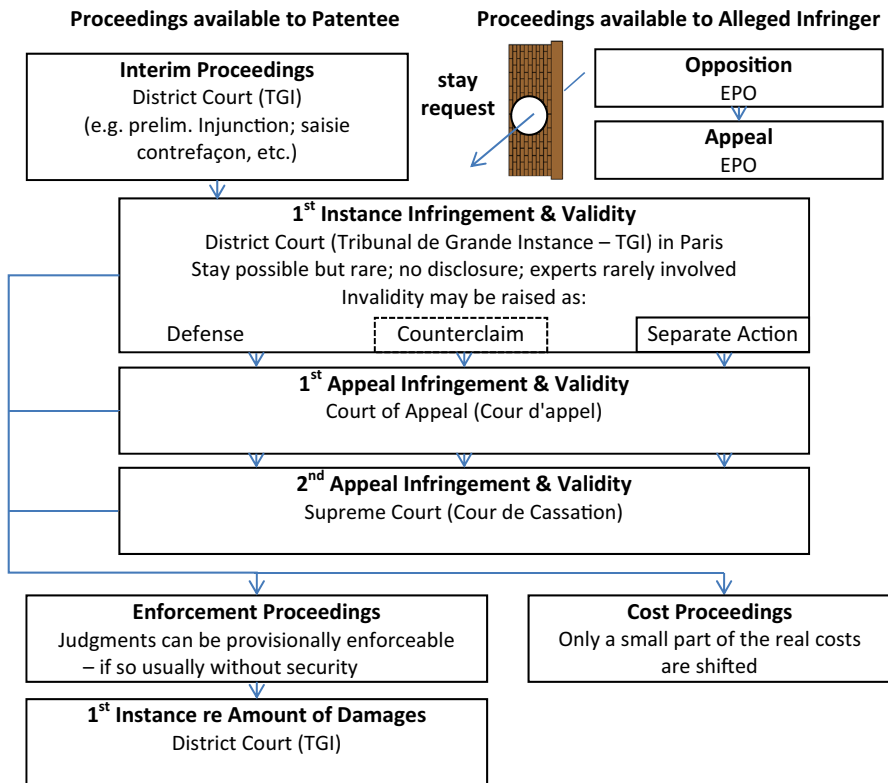 Proceedings available to Patentee
Proceedings available to Alleged Infringer
Interim Proceedings
District Court (TGI)
(e.g. prelim. Injunction; saisie
contrefaçon, etc.)
stay
request
Opposition
EPO
Appeal
EPO
1st Instance Infringement & Validity
District Court (Tribunal de Grande Instance – TGI) in Paris
Stay possible but rare; no disclosure; experts rarely involved
Invalidity may be raised as:
Defense
Counterclaim
Separate Action
1st Appeal Infringement & Validity
Court of Appeal (Cour d'appel)
2nd Appeal Infringement & Validity
Supreme Court (Cour de Cassation)
Enforcement Proceedings
Judgments can be provisionally enforceable
– if so usually without security
Cost Proceedings
Only a small part of the real costs
are shifted
1st Instance re Amount of Damages
District Court (TGI)